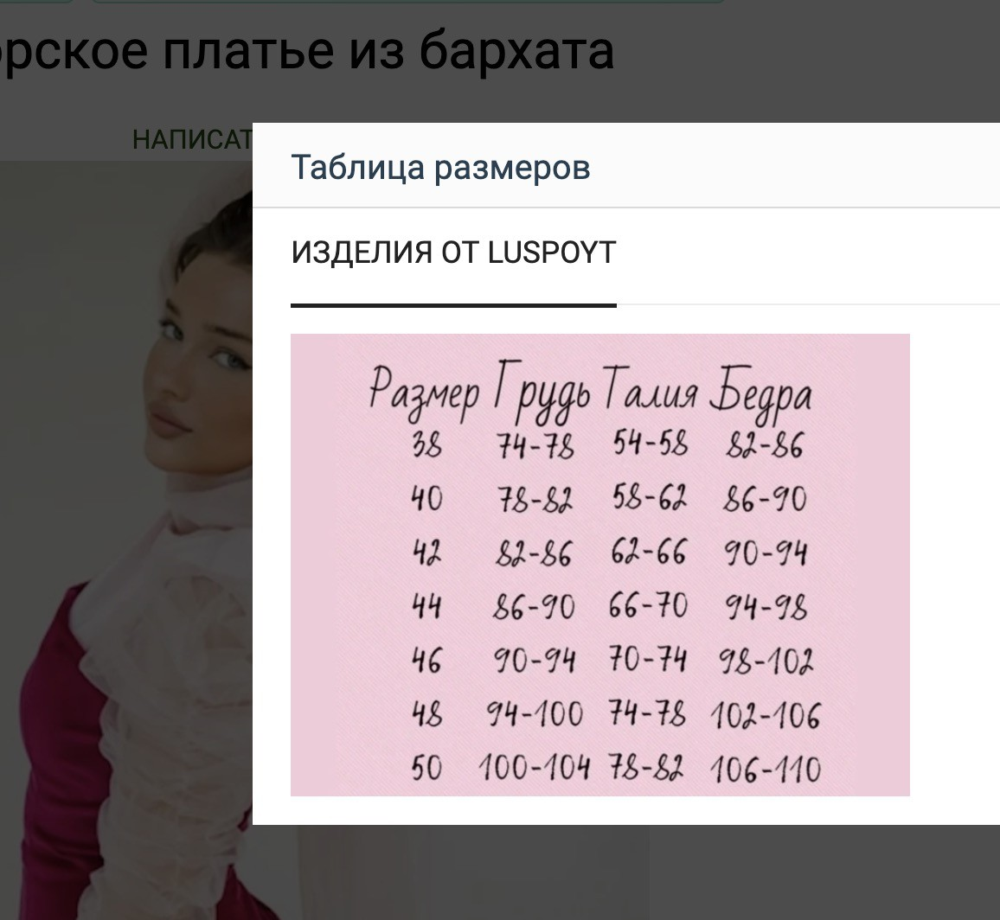 рское платье из бархата
НАПИСАТ
Таблица размеров
ИЗДЕЛИЯ ОТ LUSPOYT
Размер Грудь Талия Бедра
38 74-78 54-58 82-86
40 78-82 58-62 86-90
42 82-86 62-66 90-94
44 86-90 66-70 94-98
46 90-94 70-74 98-102
48 94-100 74-78 102-106
50 100-104 78-82 106-110